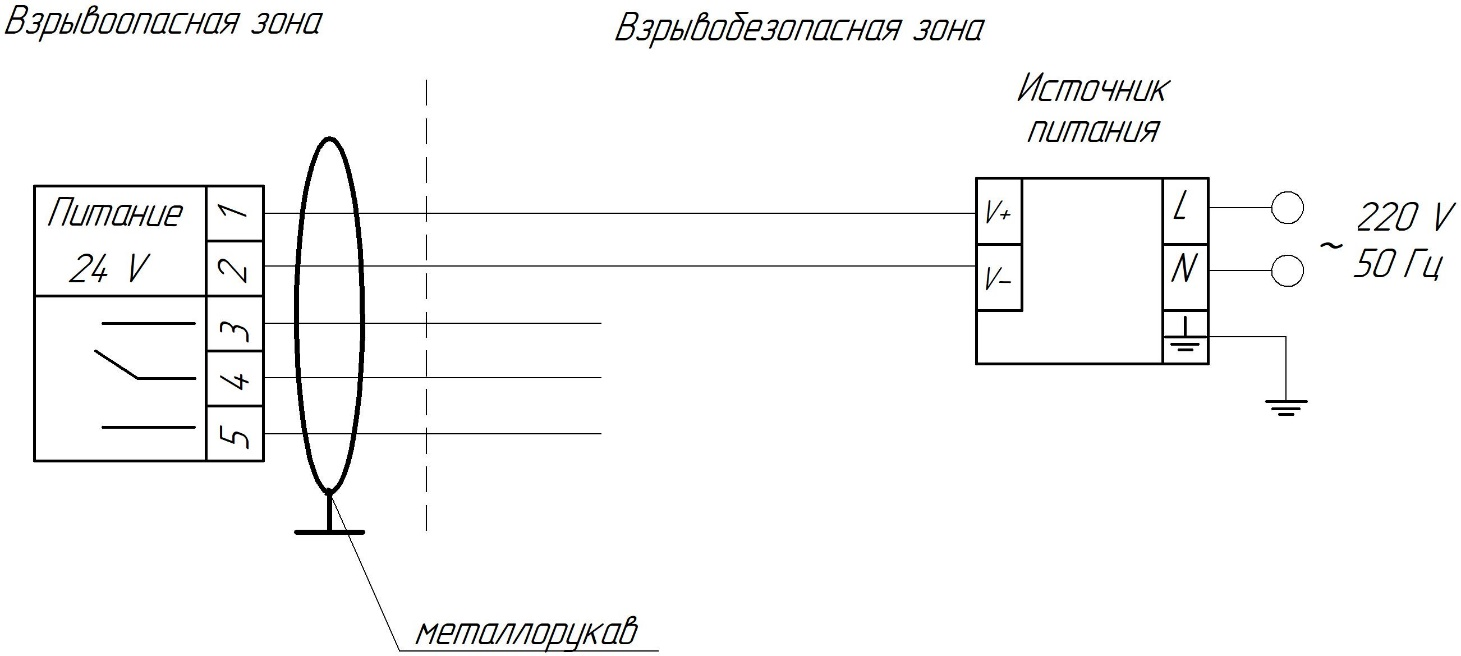 Взрывоопасная зона
Взрывобезопасная зона
Источник
питания
Питание
24 V
1
2
3
4
5
V+
V-
L
N
~
220 V
50 Гц
металлорукав